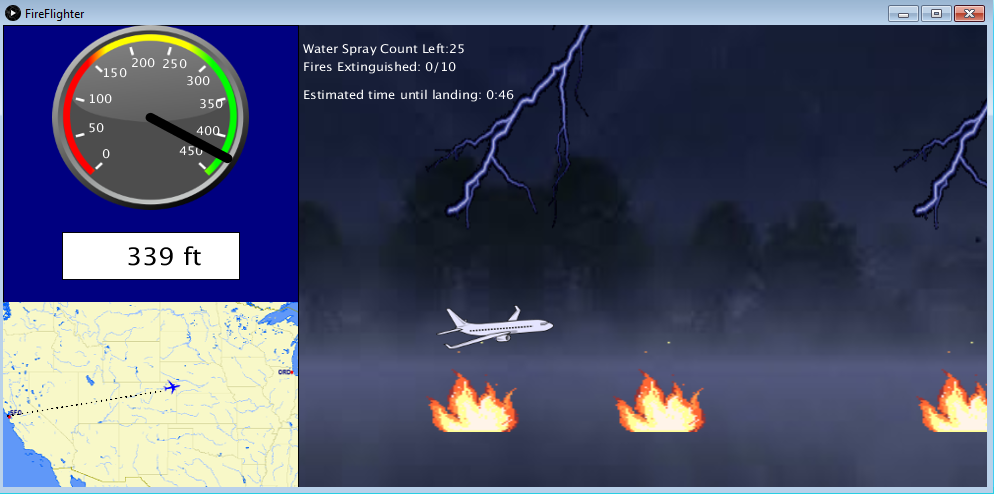 FireFlighter
0
50
100
150
200
250
300
350
400
450
339 ft
SFO
ORD
Water Spray Count Left:25
Fires Extinguished: 0/10
Estimated time until landing: 0:46